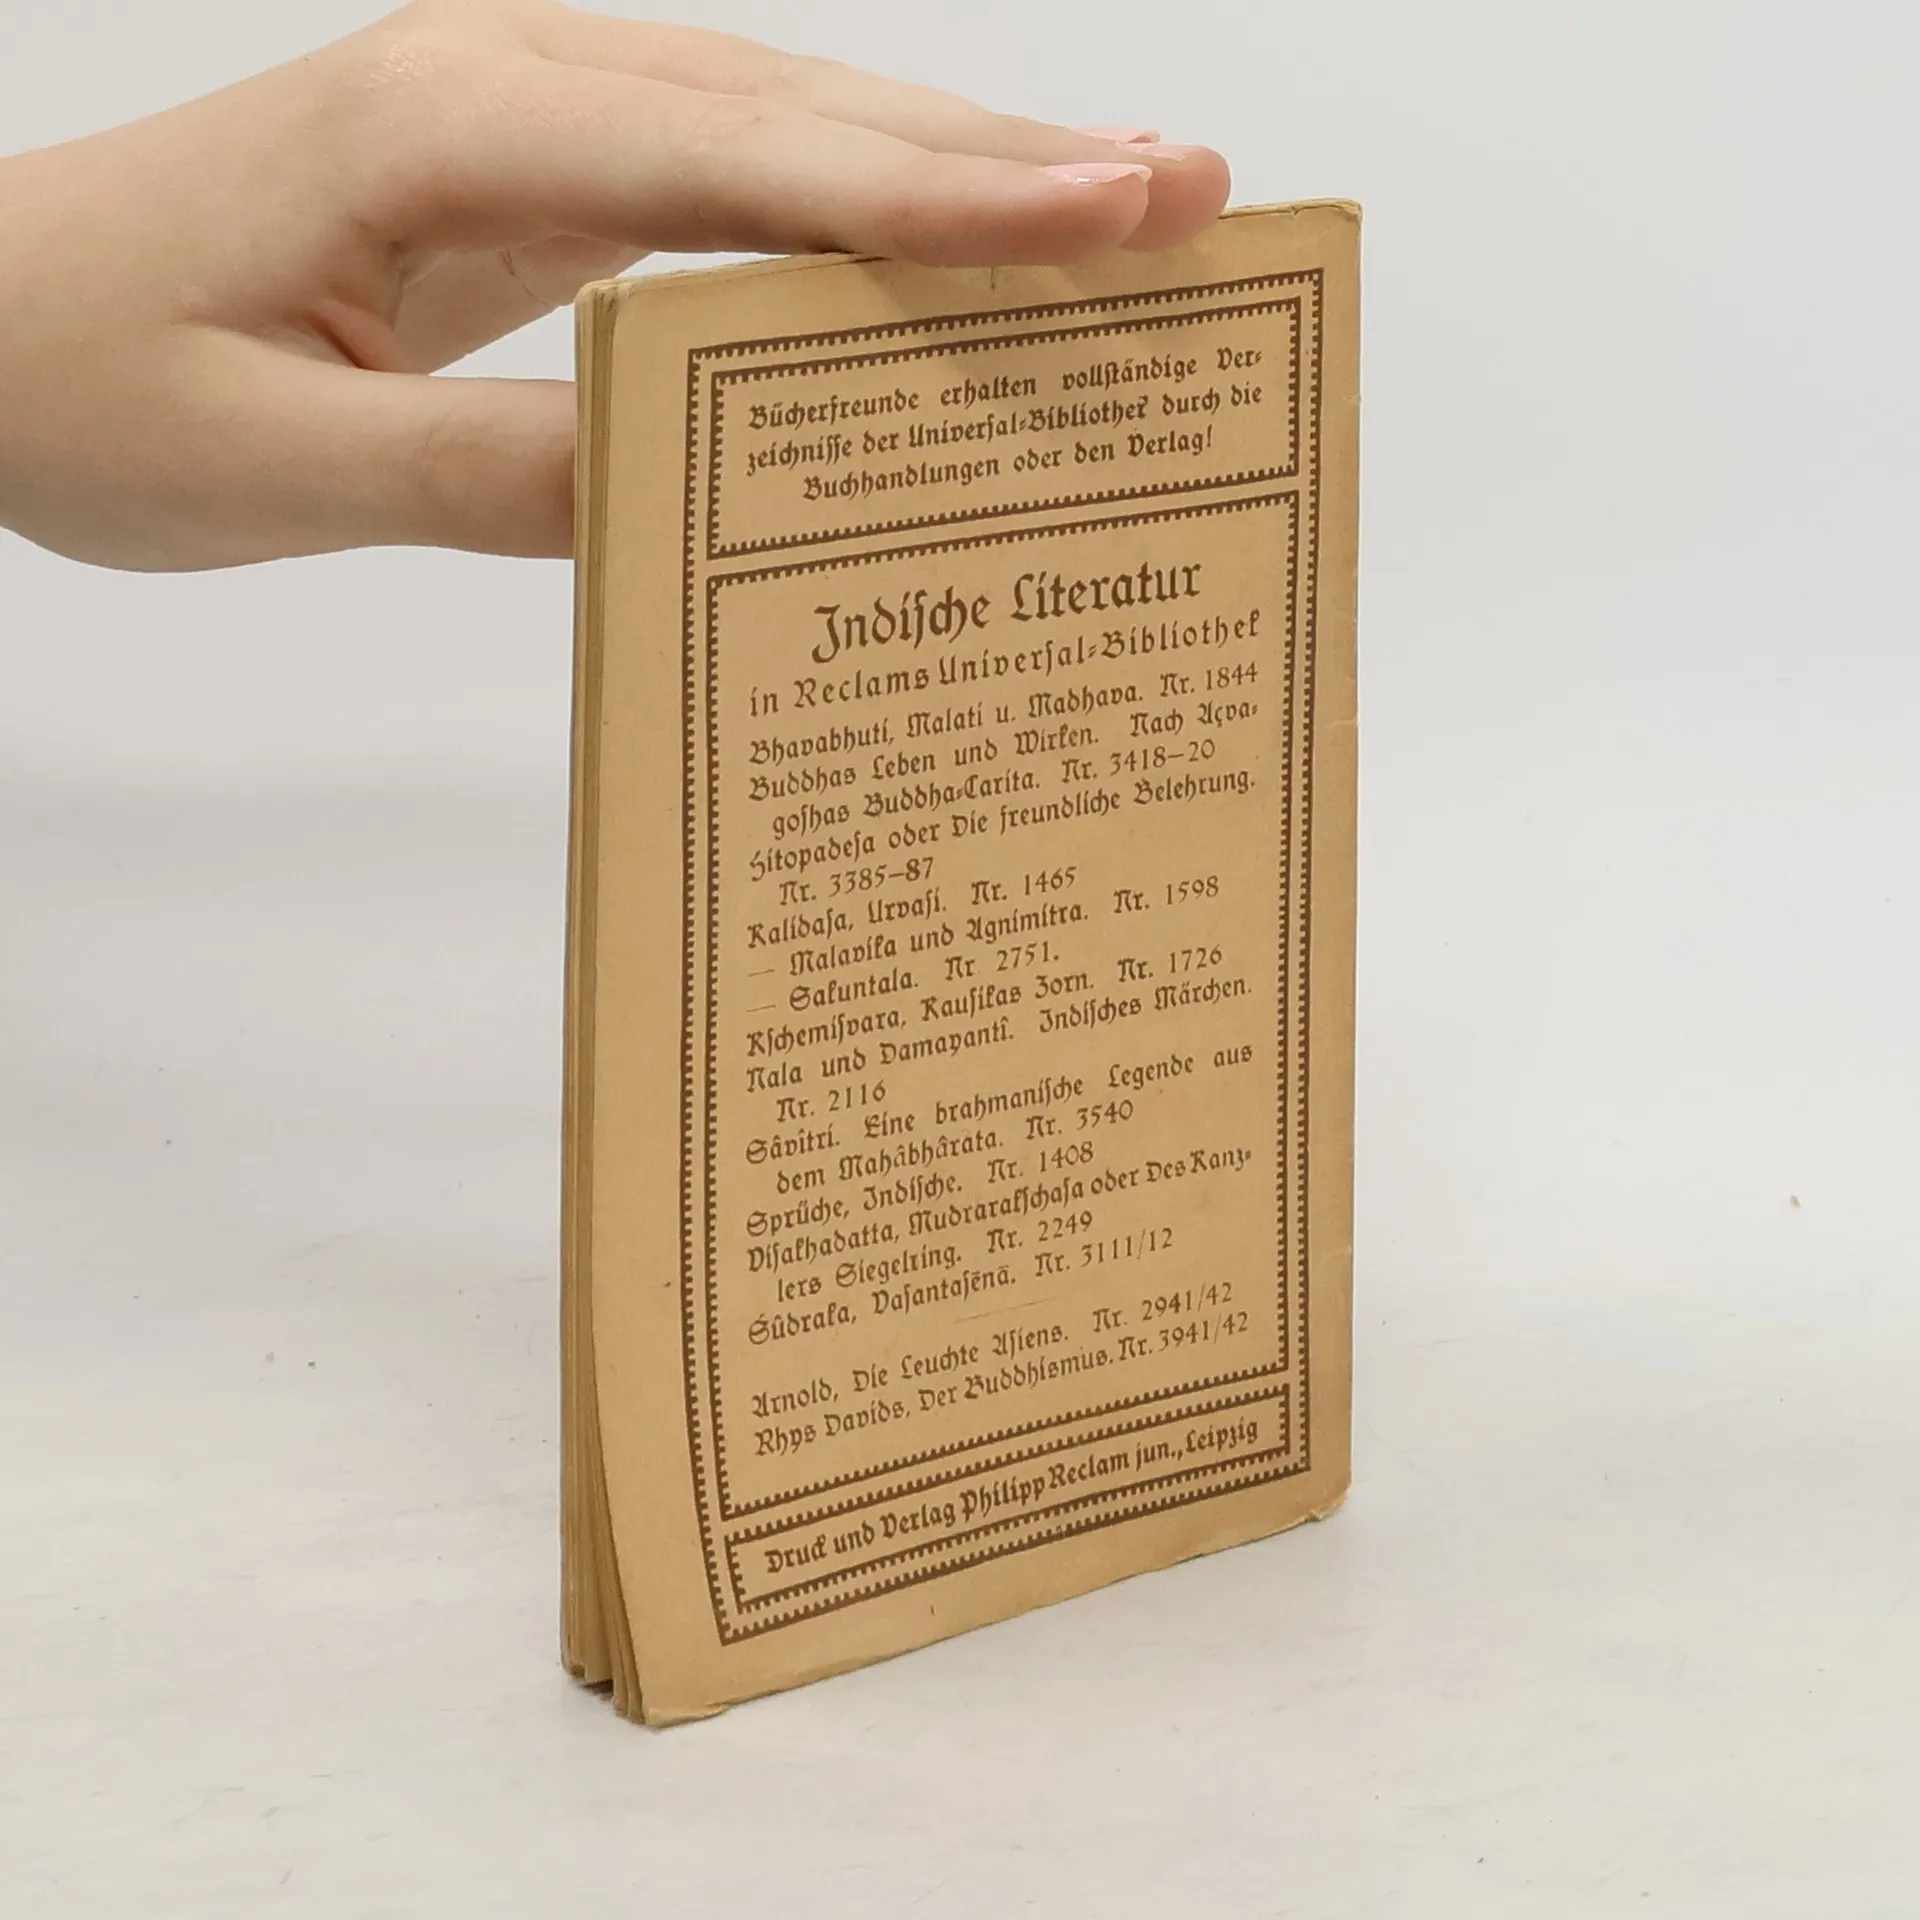 Bücherfreunde erhalten vollſtändige Ver⸗
zeichniſſe der Univerſal⸗Bibliothek durch die
Buchhandlungen oder den Verlag!
Indiſche Literatur
in Reclams Univerſal⸗Bibliothek
Bhavabhuti, Malati u. Madhava. Nr. 1844
Buddhas Leben und Wirken. Nach Açva⸗
goſhas Buddha⸗Carita. Nr. 3418–20
Hitopadeſa oder Die freundliche Belehrung.
Nr. 3385–87
Kalidaſa, Urvaſi. Nr. 1465
— Malavika und Agnimitra. Nr. 1598
— Sakuntala. Nr 2751.
Kſchemiſvara, Kauſikas Zorn. Nr. 1726
Nala und Damayantî. Indiſches Märchen.
Nr. 2116
Sâvîtri. Eine brahmaniſche Legende aus
dem Mahâbhârata. Nr. 3540
Sprüche, Indiſche. Nr. 1408
Viſakhadatta, Mudrarakſchaſa oder Des Kanz⸗
lers Siegelring. Nr. 2249
Śûdraka, Vaſantaſēnā. Nr. 3111/12
Arnold, Die Leuchte Aſiens. Nr. 2941/42
Rhys Davids, Der Buddhismus. Nr. 3941/42
Druck und Verlag Philipp Reclam jun., Leipzig